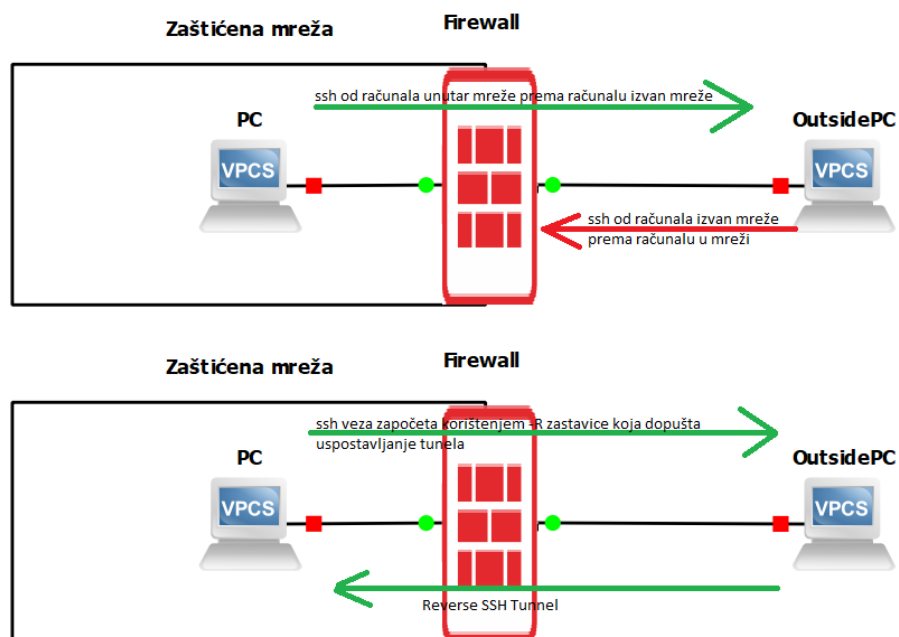 Zaštićena mreža
Firewall
ssh od računala unutar mreže prema računalu izvan mreže
PC
OutsidePC
VPCS
VPCS
ssh od računala izvan mreže
prema računalu u mreži
Zaštićena mreža
Firewall
ssh veza započeta korištenjem -R zastavice koja dopušta
uspostavljanje tunela
PC
OutsidePC
VPCS
VPCS
Reverse SSH Tunnel